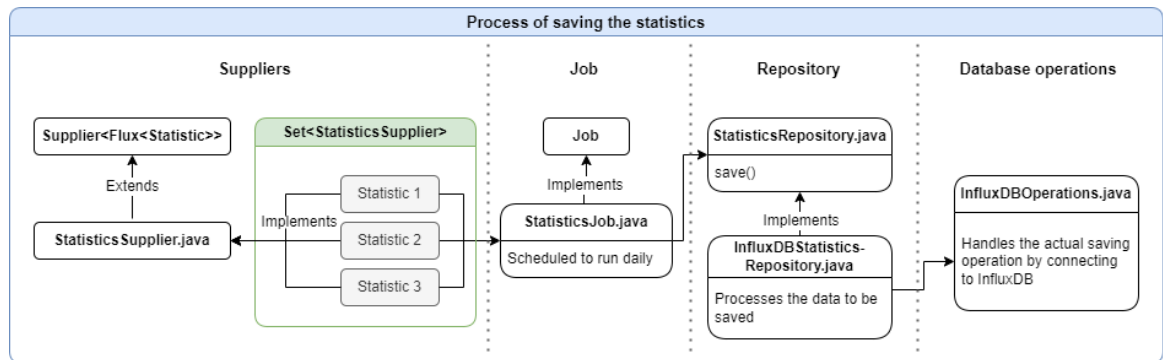 Process of saving the statistics
Suppliers
Job
Repository
Database operations
Supplier<Flux<Statistic>>
Extends
StatisticsSupplier.java
Set<StatisticsSupplier>
Implements
Statistic 1
Statistic 2
Statistic 3
Job
Implements
StatisticsJob.java
Scheduled to run daily
StatisticsRepository.java
save()
Implements
InfluxDBStatistics-
Repository.java
Processes the data to be
saved
InfluxDBOperations.java
Handles the actual saving
operation by connecting
to InfluxDB